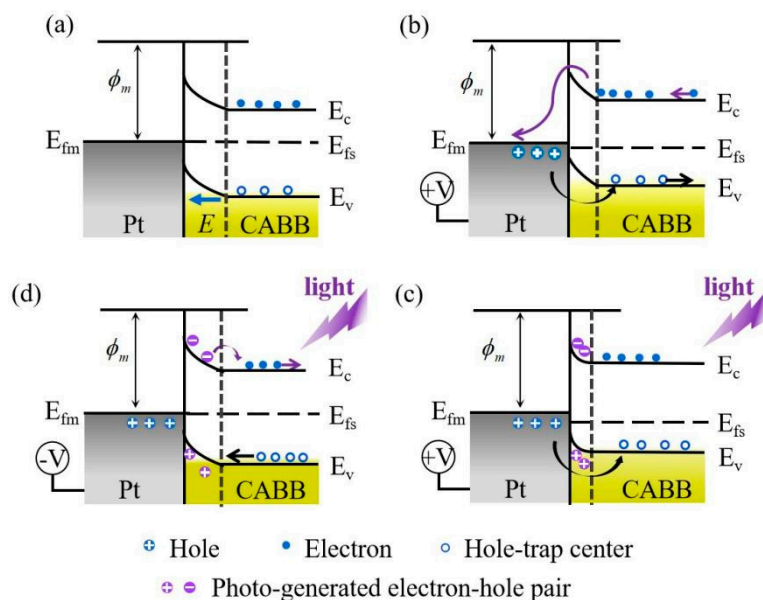 (a)
ϕm
Ec
Efm
Efs
Ev
Pt
E
CABB
(b)
ϕm
Ec
Efm
Efs
+V
Ev
Pt
CABB
(d)
light
ϕm
Ec
Efm
Efs
-V
Ev
Pt
CABB
(c)
light
ϕm
Ec
Efm
Efs
+V
Ev
Pt
CABB
Hole
Electron
Hole-trap center
Photo-generated electron-hole pair